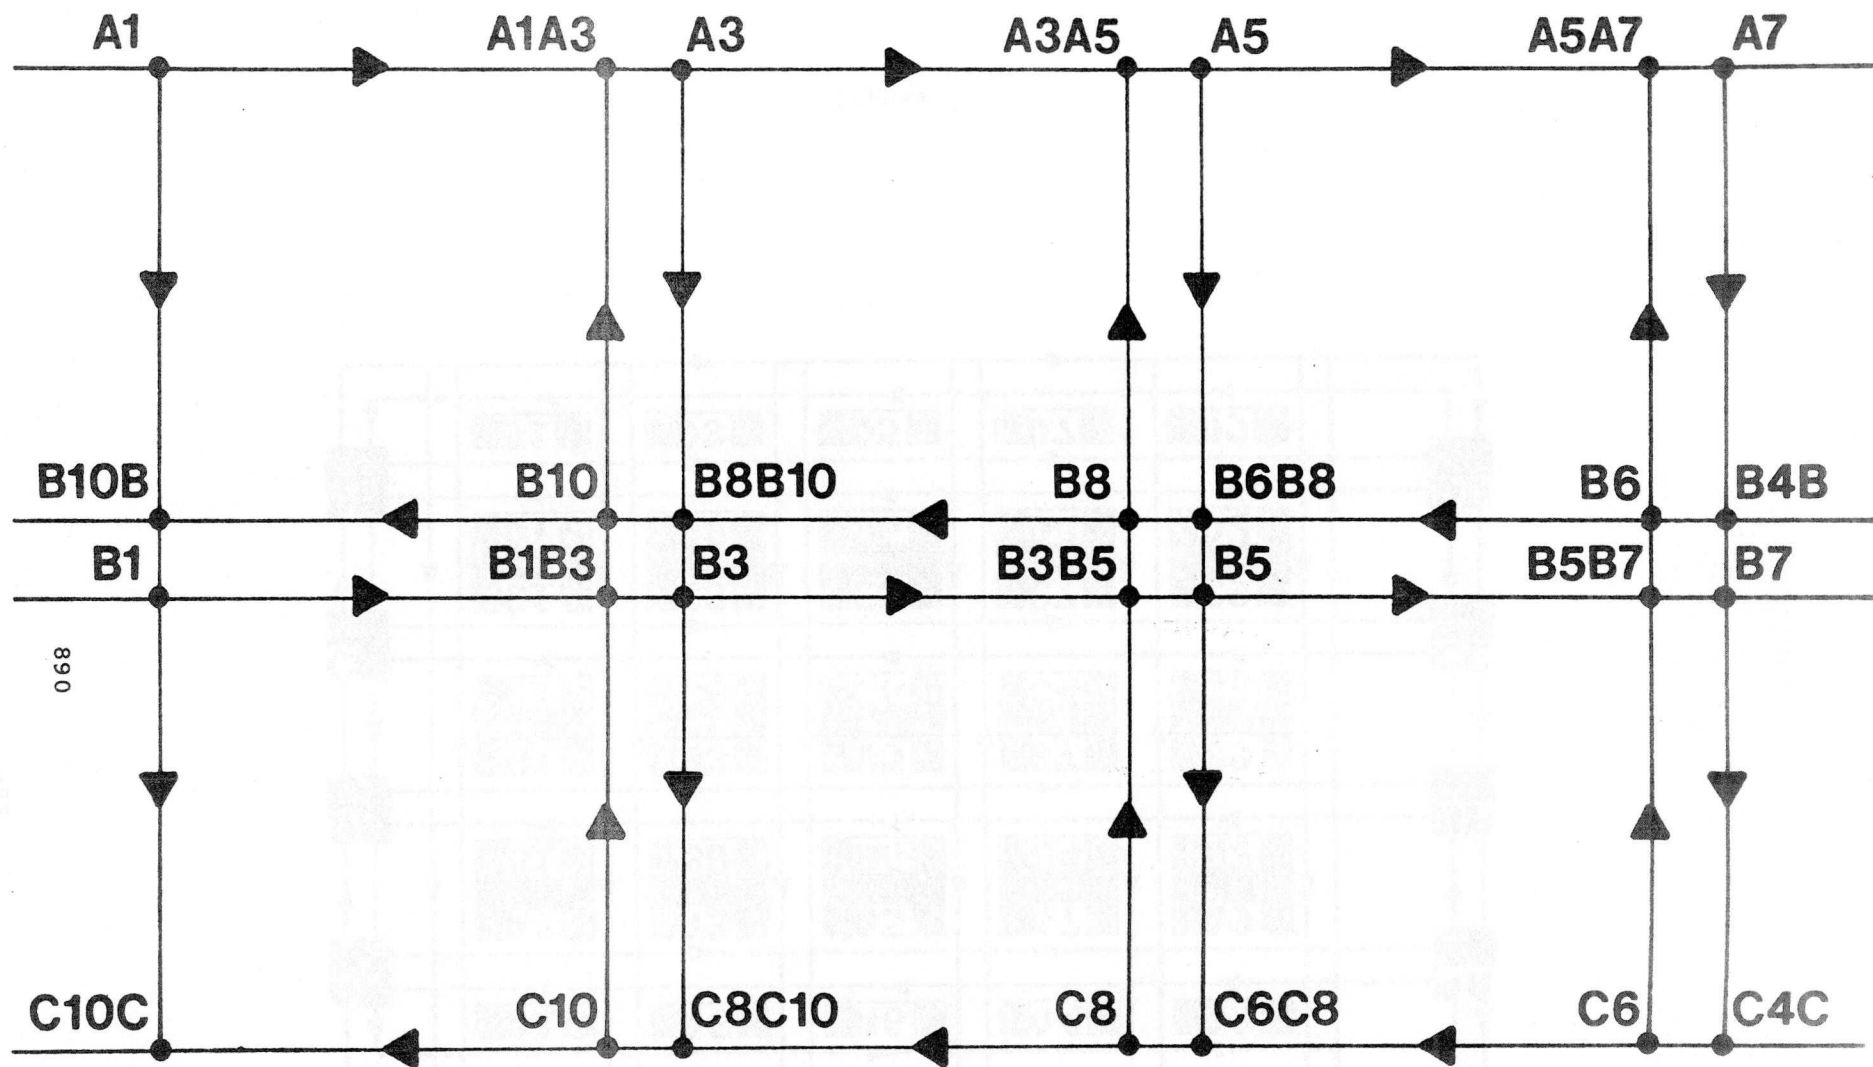 A1 A1A3 A3 A3A5 A5 A5A7 A7
B10B B10 B8B10 B8 B6B8 B6 B4B
B1 B1B3 B3 B3B5 B5 B5B7 B7
890
C10C C10 C8C10 C8 C6C8 C6 C4C